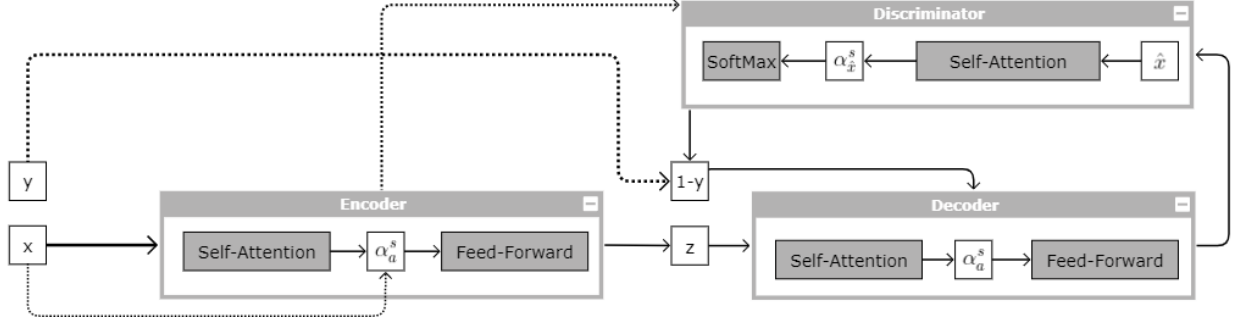 Discriminator
SoftMax
α^s_x̂
Self-Attention
x̂
y
1-y
Encoder
Decoder
x
Self-Attention
α^s_a
Feed-Forward
z
Self-Attention
α^s_a
Feed-Forward